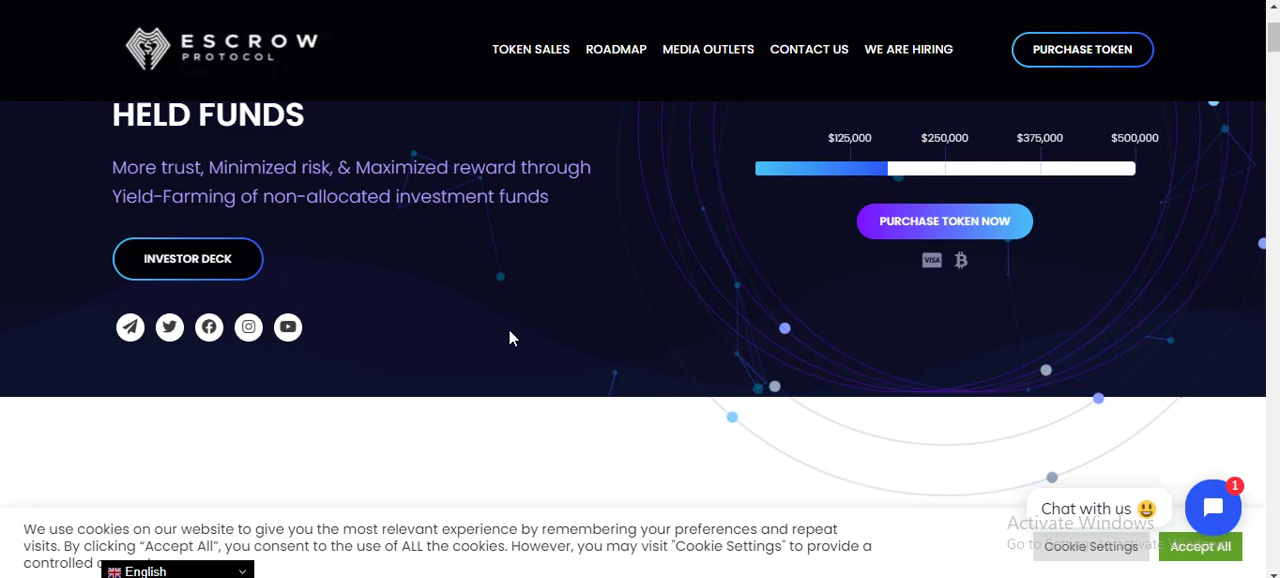 ESCROW
PROTOCOL
TOKEN SALES
ROADMAP
MEDIA OUTLETS
CONTACT US
WE ARE HIRING
PURCHASE TOKEN
HELD FUNDS
More trust, Minimized risk, & Maximized reward through
Yield-Farming of non-allocated investment funds
INVESTOR DECK
$125,000
$250,000
$375,000
$500,000
PURCHASE TOKEN NOW
VISA
Chat with us 😃
1
Activate Windows
We use cookies on our website to give you the most relevant experience by remembering your preferences and repeat
visits. By clicking “Accept All”, you consent to the use of ALL the cookies. However, you may visit "Cookie Settings" to provide a
controlled
Cookie Settings
Accept All
English